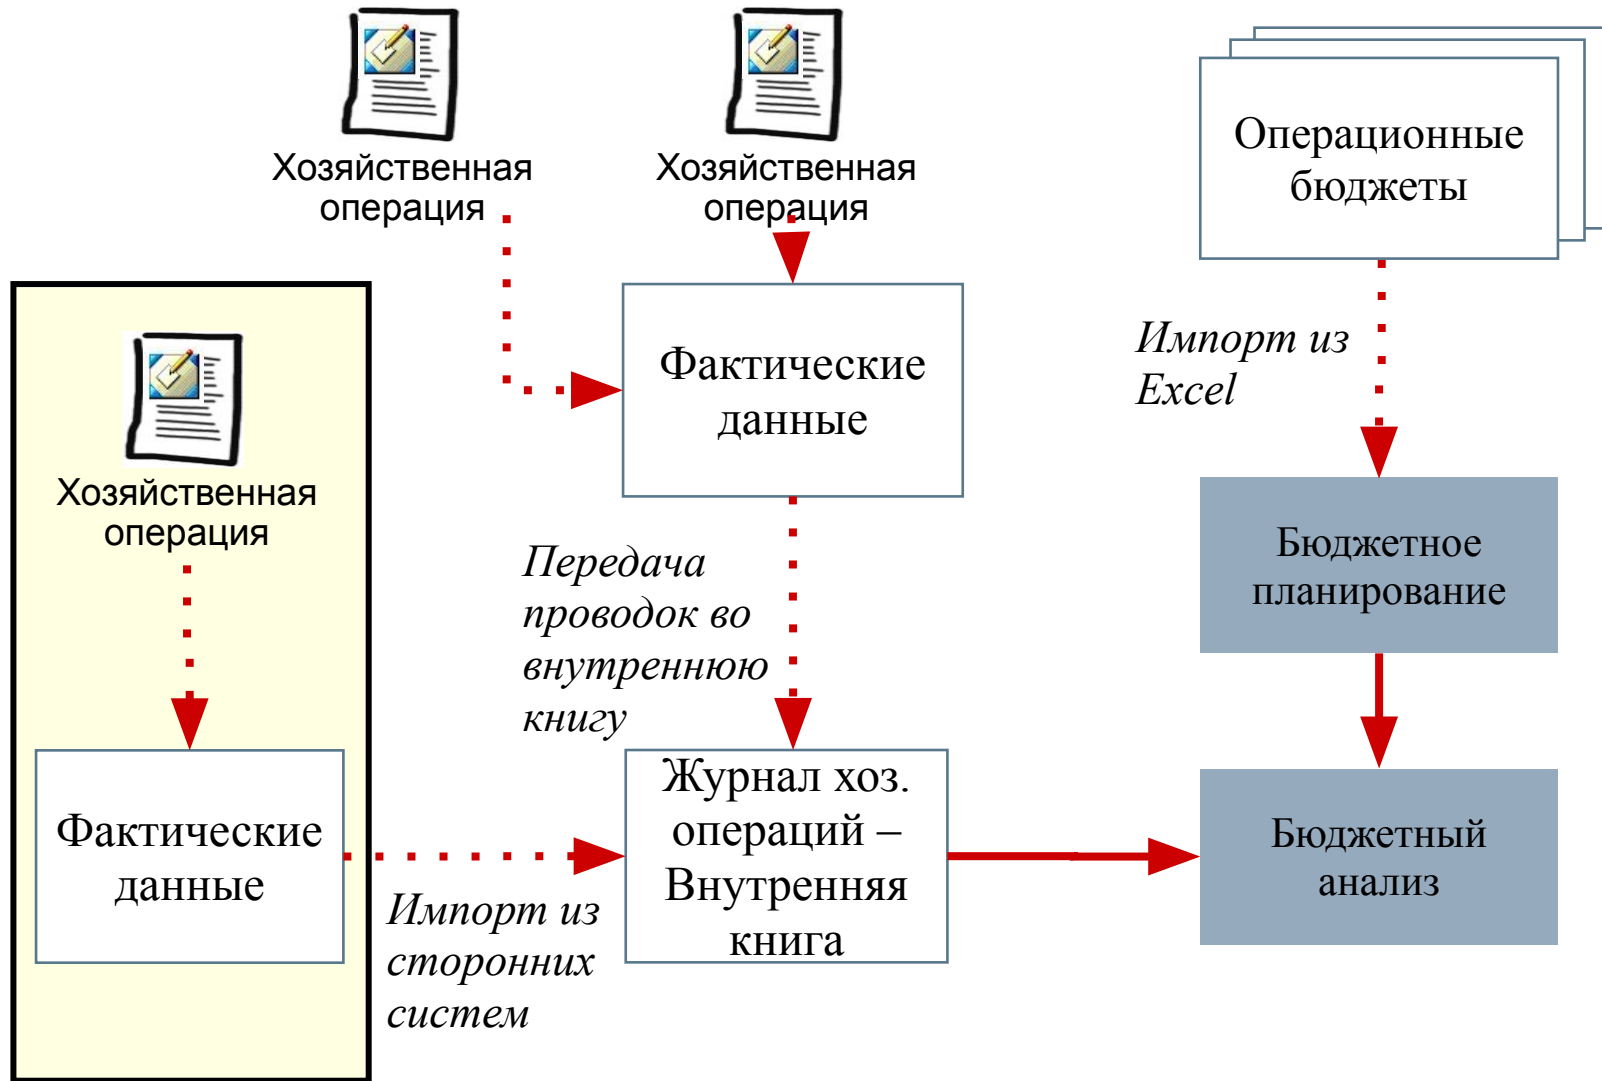 Хозяйственная
операция
Хозяйственная
операция
Операционные
бюджеты
Импорт из
Excel
Фактические
данные
Хозяйственная
операция
Передача
проводок во
внутреннюю
книгу
Бюджетное
планирование
Фактические
данные
Журнал хоз.
операций –
Внутренняя
книга
Бюджетный
анализ
Импорт из
сторонних
систем